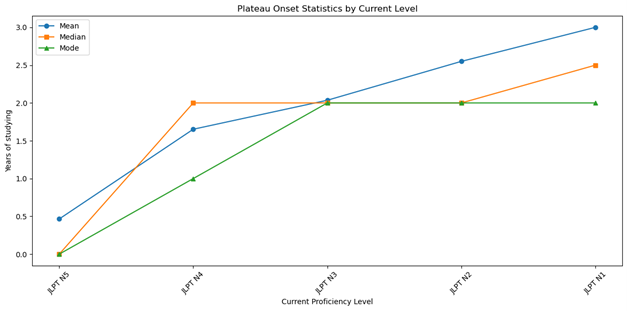 Plateau Onset Statistics by Current Level
Mean
Median
Mode
Years of studying
3.0
2.5
2.0
1.5
1.0
0.5
0.0
JLPT N5
JLPT N4
JLPT N3
JLPT N2
JLPT N1
Current Proficiency Level